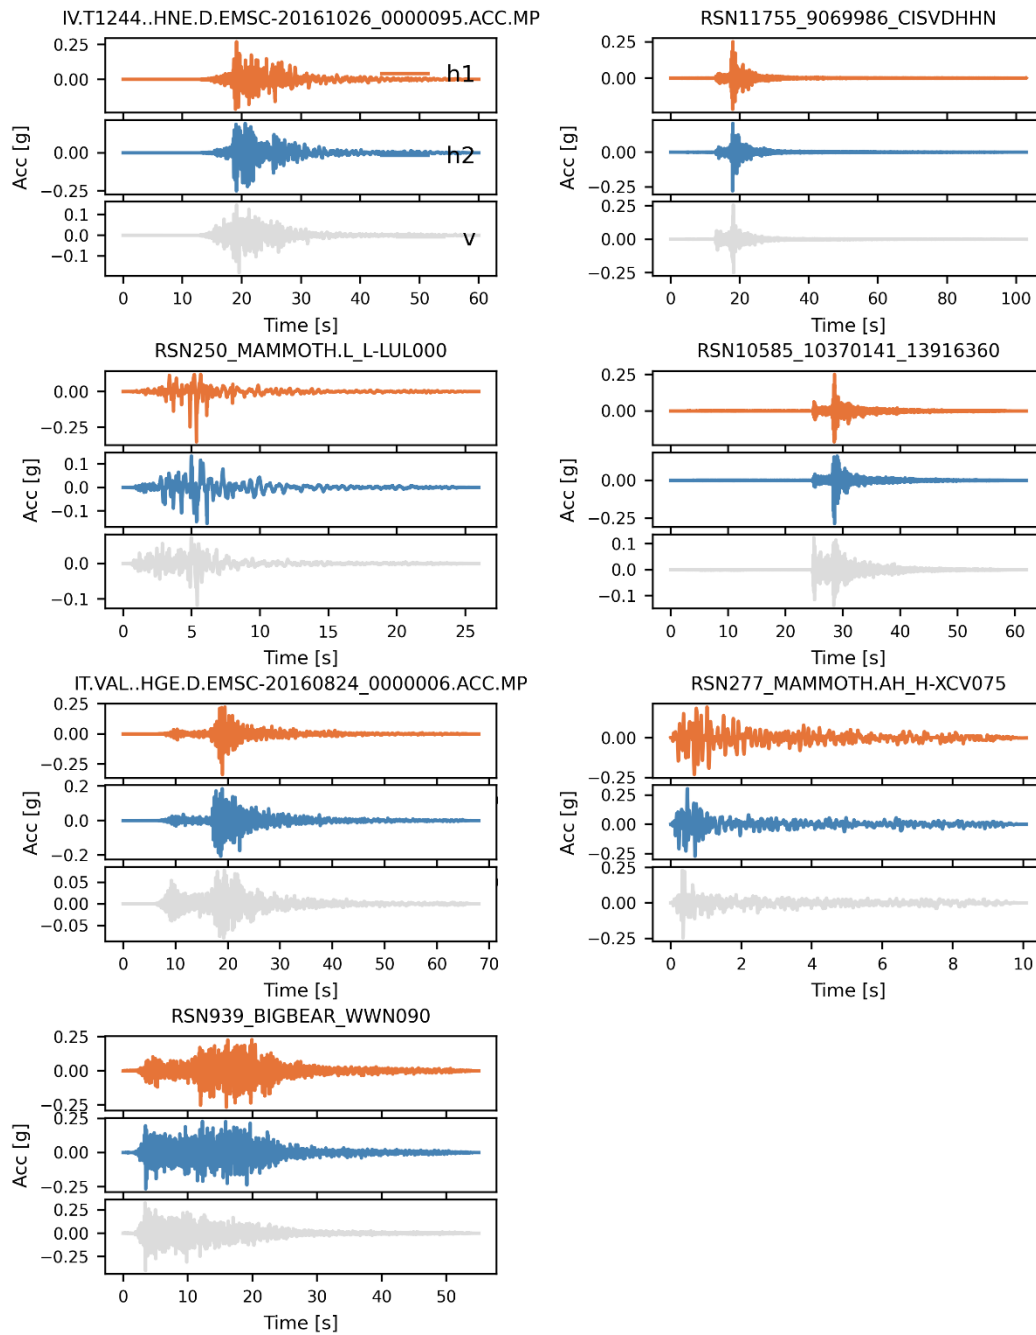 IV.T1244..HNE.D.EMSC-20161026_0000095.ACC.MP
0.25
0.00
h1
Acc [g]
0.00
−0.25
h2
0.1
0.0
−0.1
v
0 10 20 30 40 50 60
Time [s]
RSN11755_9069986_CISVDHHN
0.25
0.00
Acc [g]
0.00
−0.25
0.25
0.00
−0.25
0 20 40 60 80 100
Time [s]
RSN250_MAMMOTH.L_L-LUL000
0.00
−0.25
Acc [g]
0.1
0.0
−0.1
0.0
−0.1
0 5 10 15 20 25
Time [s]
RSN10585_10370141_13916360
0.25
0.00
Acc [g]
0.00
−0.25
0.1
0.0
−0.1
0 10 20 30 40 50 60
Time [s]
IT.VAL..HGE.D.EMSC-20160824_0000006.ACC.MP
0.25
0.00
−0.25
Acc [g]
0.2
0.0
−0.2
0.05
0.00
−0.05
0 10 20 30 40 50 60 70
Time [s]
RSN277_MAMMOTH.AH_H-XCV075
0.00
−0.25
Acc [g]
0.25
0.00
−0.25
0.25
0.00
−0.25
0 2 4 6 8 10
Time [s]
RSN939_BIGBEAR_WWN090
0.25
0.00
−0.25
Acc [g]
0.25
0.00
−0.25
0.25
0.00
−0.25
0 10 20 30 40 50
Time [s]